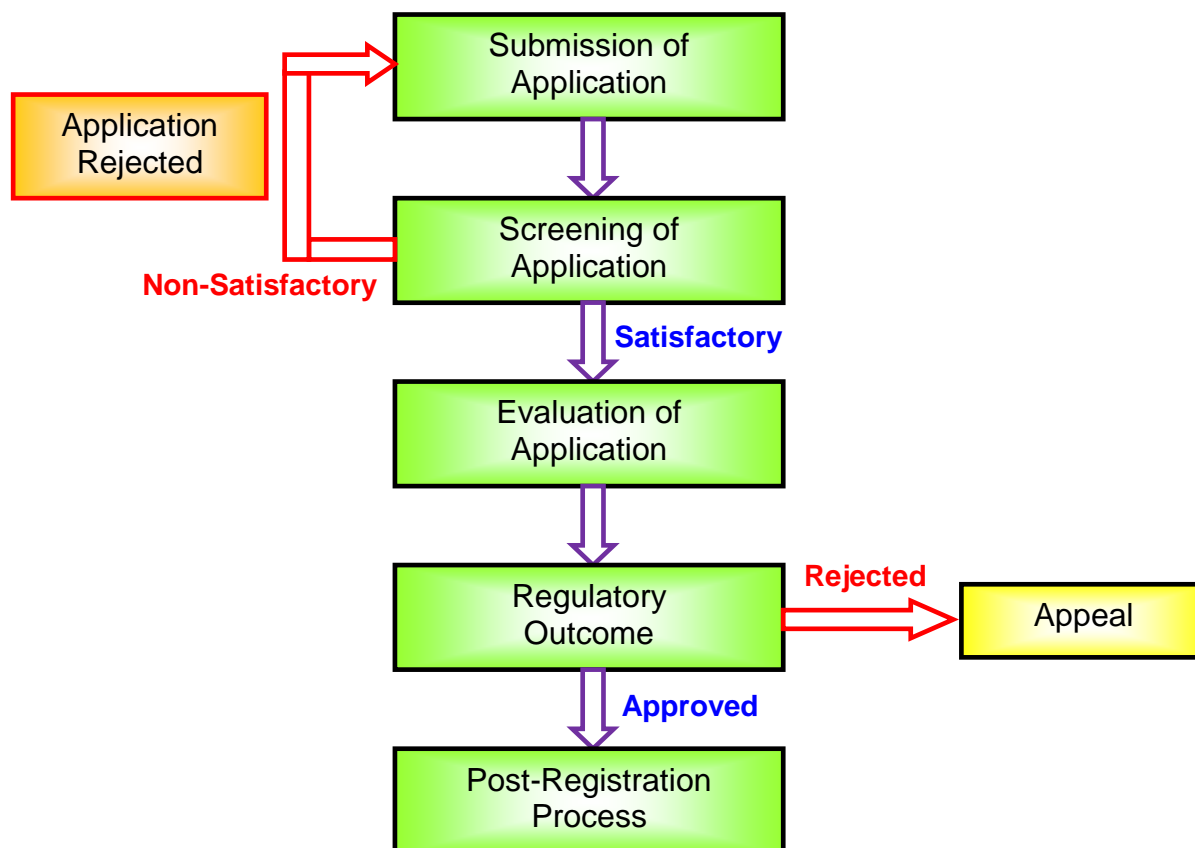 Submission of
Application
Application
Rejected
Screening of
Application
Non-Satisfactory
Satisfactory
Evaluation of
Application
Regulatory
Outcome
Rejected
Appeal
Approved
Post-Registration
Process